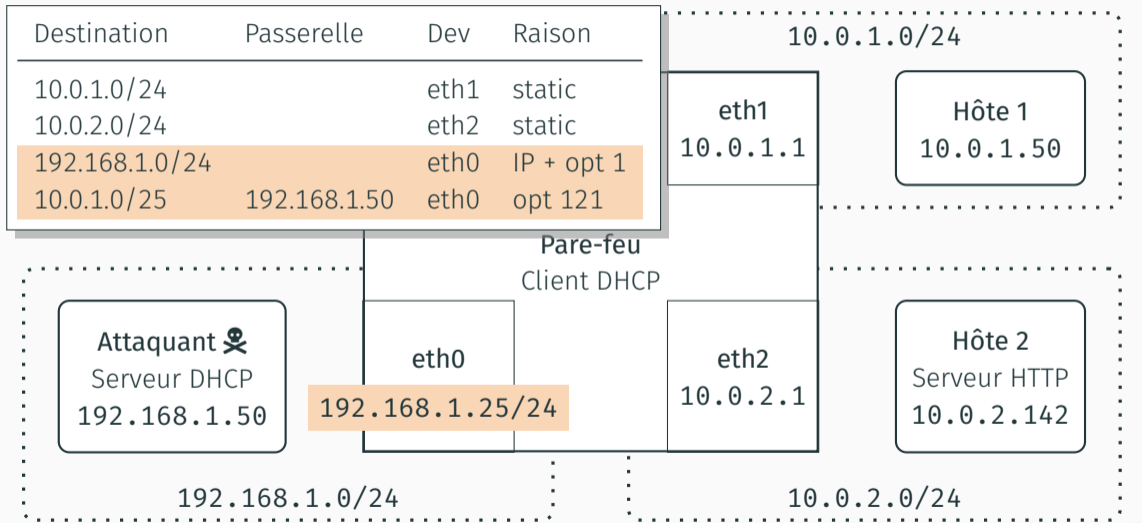 Destination Passerelle Dev Raison
10.0.1.0/24 eth1 static
10.0.2.0/24 eth2 static
192.168.1.0/24 eth0 IP + opt 1
10.0.1.0/25 192.168.1.50 eth0 opt 121
10.0.1.0/24
eth1
10.0.1.1
Hôte 1
10.0.1.50
Pare-feu
Client DHCP
Attaquant
Serveur DHCP
192.168.1.50
eth0
192.168.1.25/24
192.168.1.0/24
eth2
10.0.2.1
Hôte 2
Serveur HTTP
10.0.2.142
10.0.2.0/24